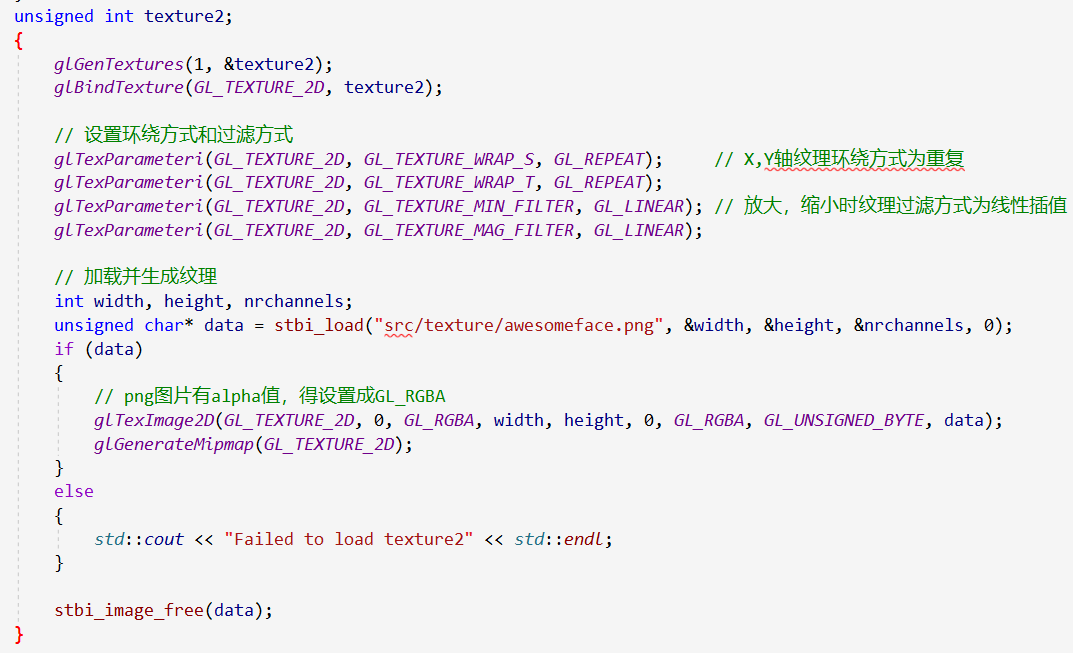 unsigned int texture2;
{
    glGenTextures(1, &texture2);
    glBindTexture(GL_TEXTURE_2D, texture2);

    // 设置环绕方式和过滤方式
    glTexParameteri(GL_TEXTURE_2D, GL_TEXTURE_WRAP_S, GL_REPEAT);     // X,Y轴纹理环绕方式为重复
    glTexParameteri(GL_TEXTURE_2D, GL_TEXTURE_WRAP_T, GL_REPEAT);
    glTexParameteri(GL_TEXTURE_2D, GL_TEXTURE_MIN_FILTER, GL_LINEAR); // 放大，缩小时纹理过滤方式为线性插值
    glTexParameteri(GL_TEXTURE_2D, GL_TEXTURE_MAG_FILTER, GL_LINEAR);

    // 加载并生成纹理
    int width, height, nrchannels;
    unsigned char* data = stbi_load("src/texture/awesomeface.png", &width, &height, &nrchannels, 0);
    if (data)
    {
        // png图片有alpha值，得设置成GL_RGBA
        glTexImage2D(GL_TEXTURE_2D, 0, GL_RGBA, width, height, 0, GL_RGBA, GL_UNSIGNED_BYTE, data);
        glGenerateMipmap(GL_TEXTURE_2D);
    }
    else
    {
        std::cout << "Failed to load texture2" << std::endl;
    }

    stbi_image_free(data);
}